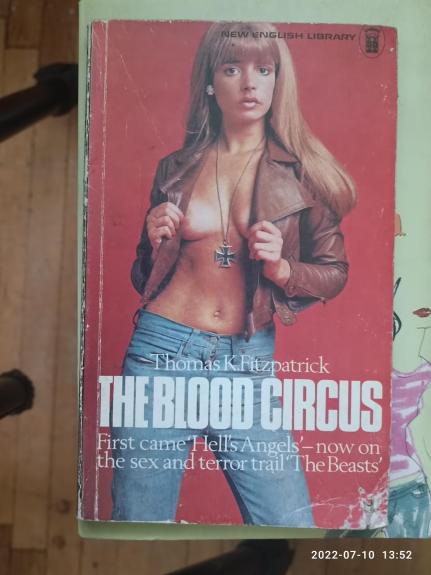 NEW ENGLISH LIBRARY
Thomas K. Fitzpatrick
THE BLOOD CIRCUS
First came 'Hell's Angels' – now on
the sex and terror trail 'The Beasts'
2022-07-10 13:52